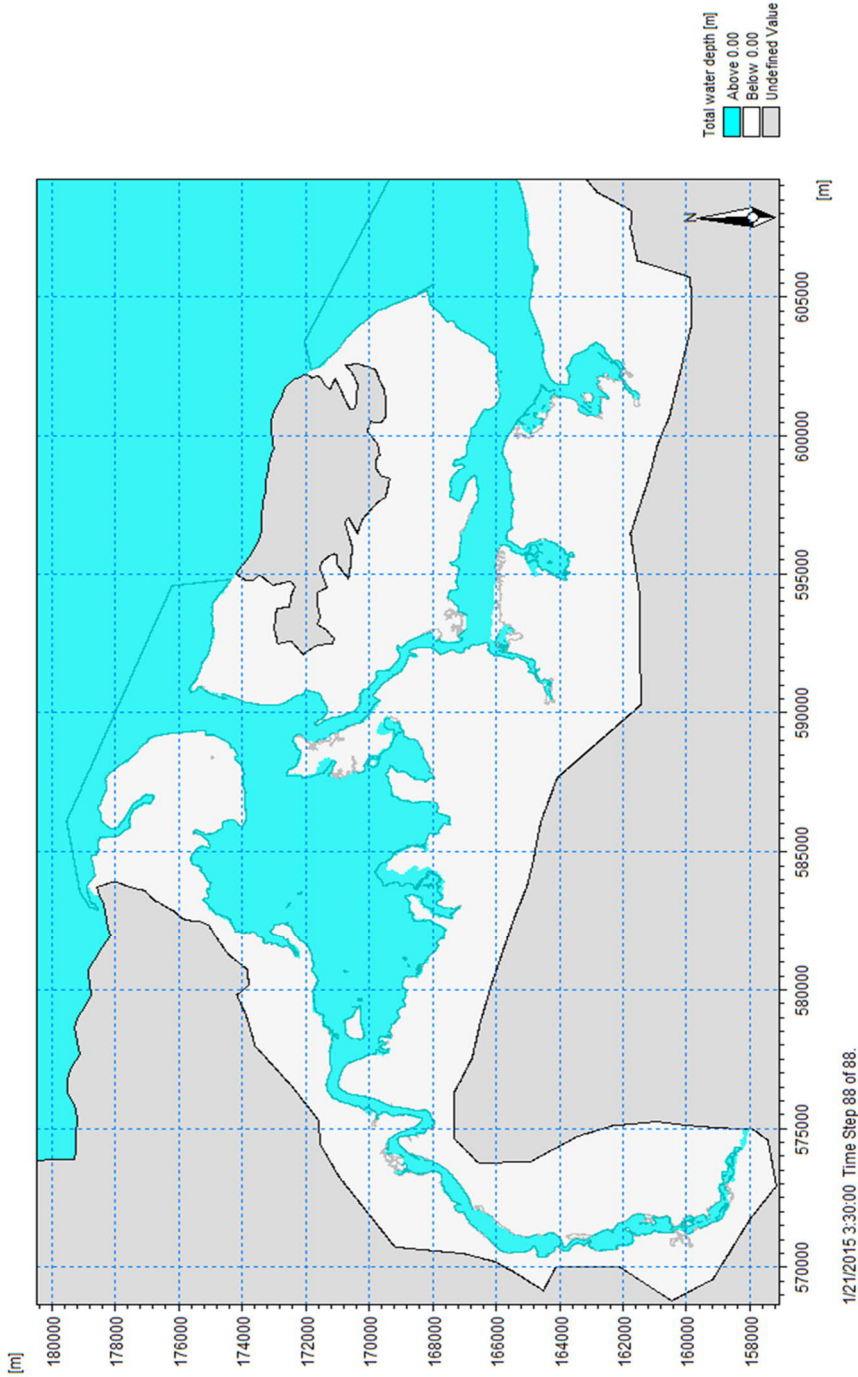 [m]
180000
178000
176000
174000
172000
170000
168000
166000
164000
162000
160000
158000
570000
575000
580000
585000
590000
595000
600000
605000
[m]
N
Total water depth [m]
Above 0.00
Below 0.00
Undefined Value
1/21/2015 3:30:00 Time Step 88 of 88.